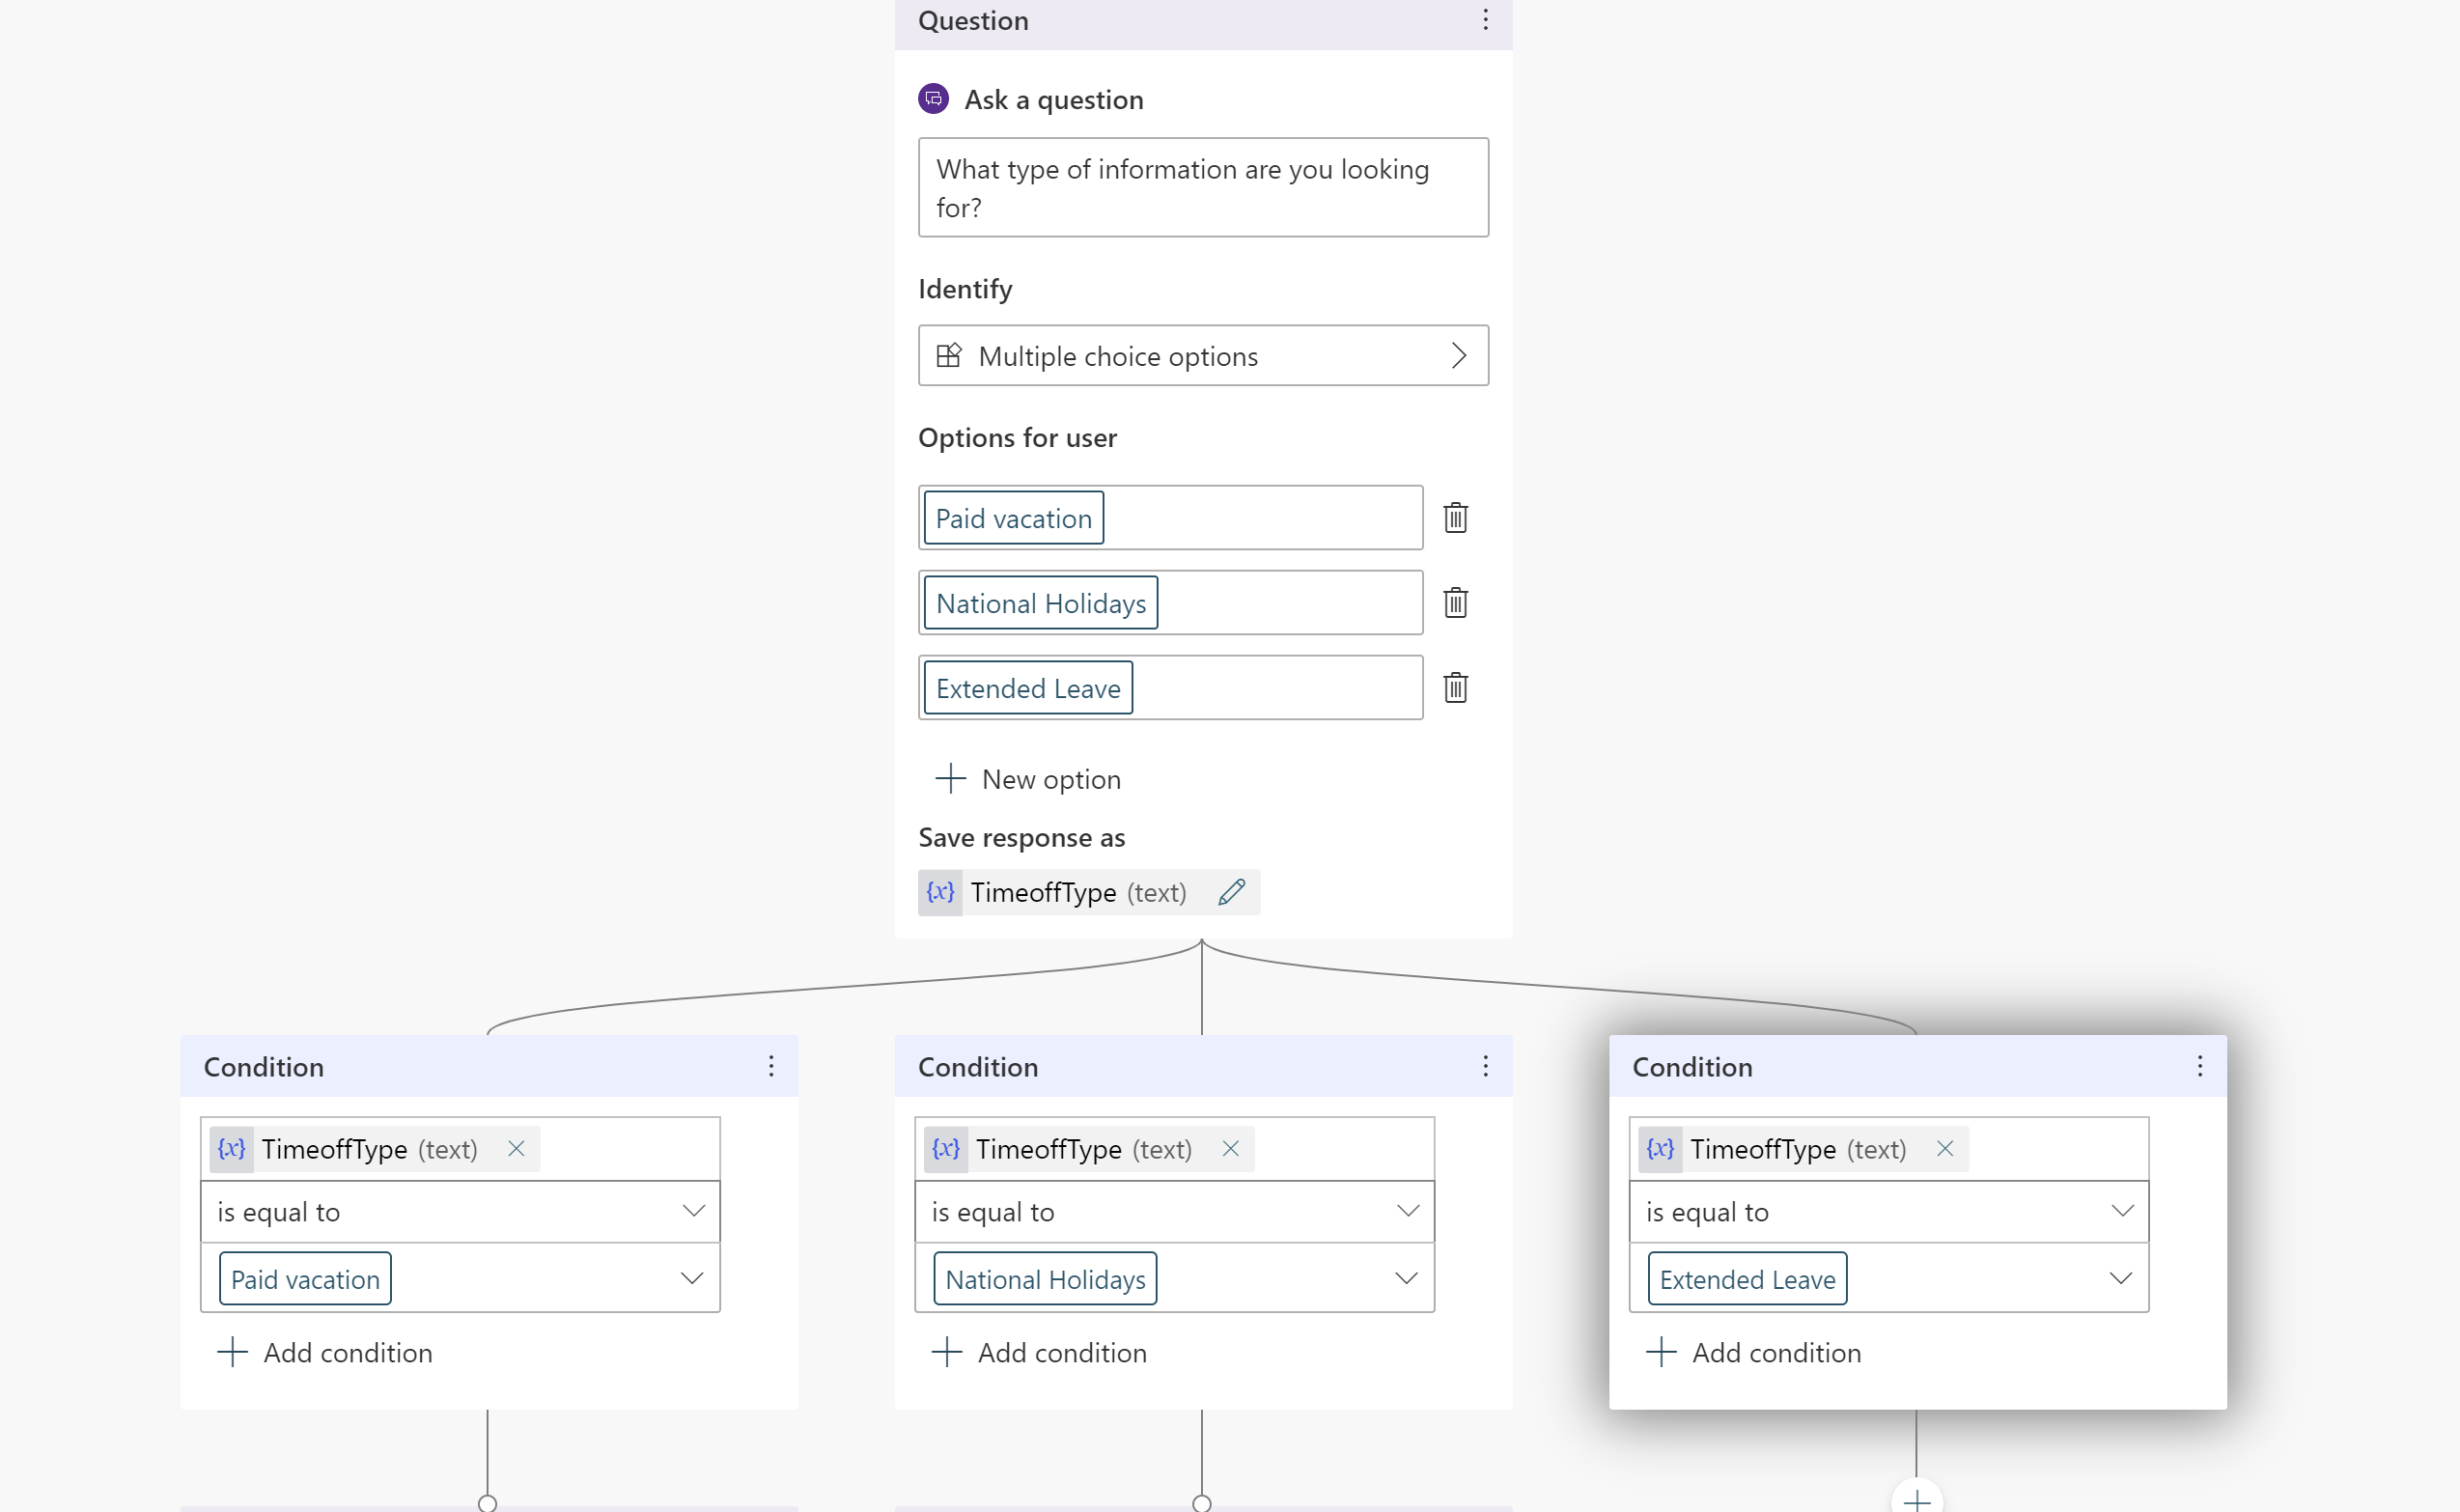 Question
Ask a question
What type of information are you looking
for?
Identify
Multiple choice options
Options for user
Paid vacation
National Holidays
Extended Leave
New option
Save response as
{x} TimeoffType (text)
Condition
{x} TimeoffType (text)
is equal to
Paid vacation
Add condition
Condition
{x} TimeoffType (text)
is equal to
National Holidays
Add condition
Condition
{x} TimeoffType (text)
is equal to
Extended Leave
Add condition